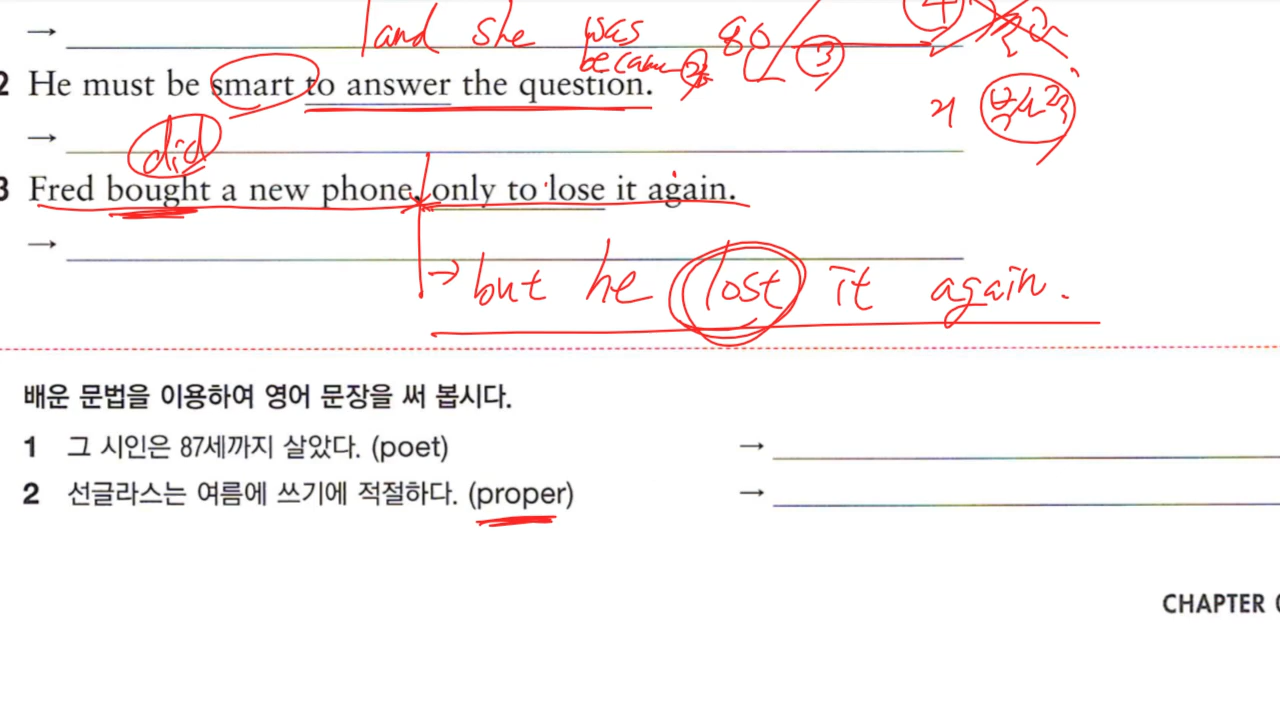 → and she was 80 ③ ④
became ②
2 He must be smart to answer the question.
→ did
3 Fred bought a new phone, only to lose it again.
→
→ but he lost it again.
배운 문법을 이용하여 영어 문장을 써 봅시다.
1 그 시인은 87세까지 살았다. (poet) →
2 선글라스는 여름에 쓰기에 적절하다. (proper) →
CHAPTER